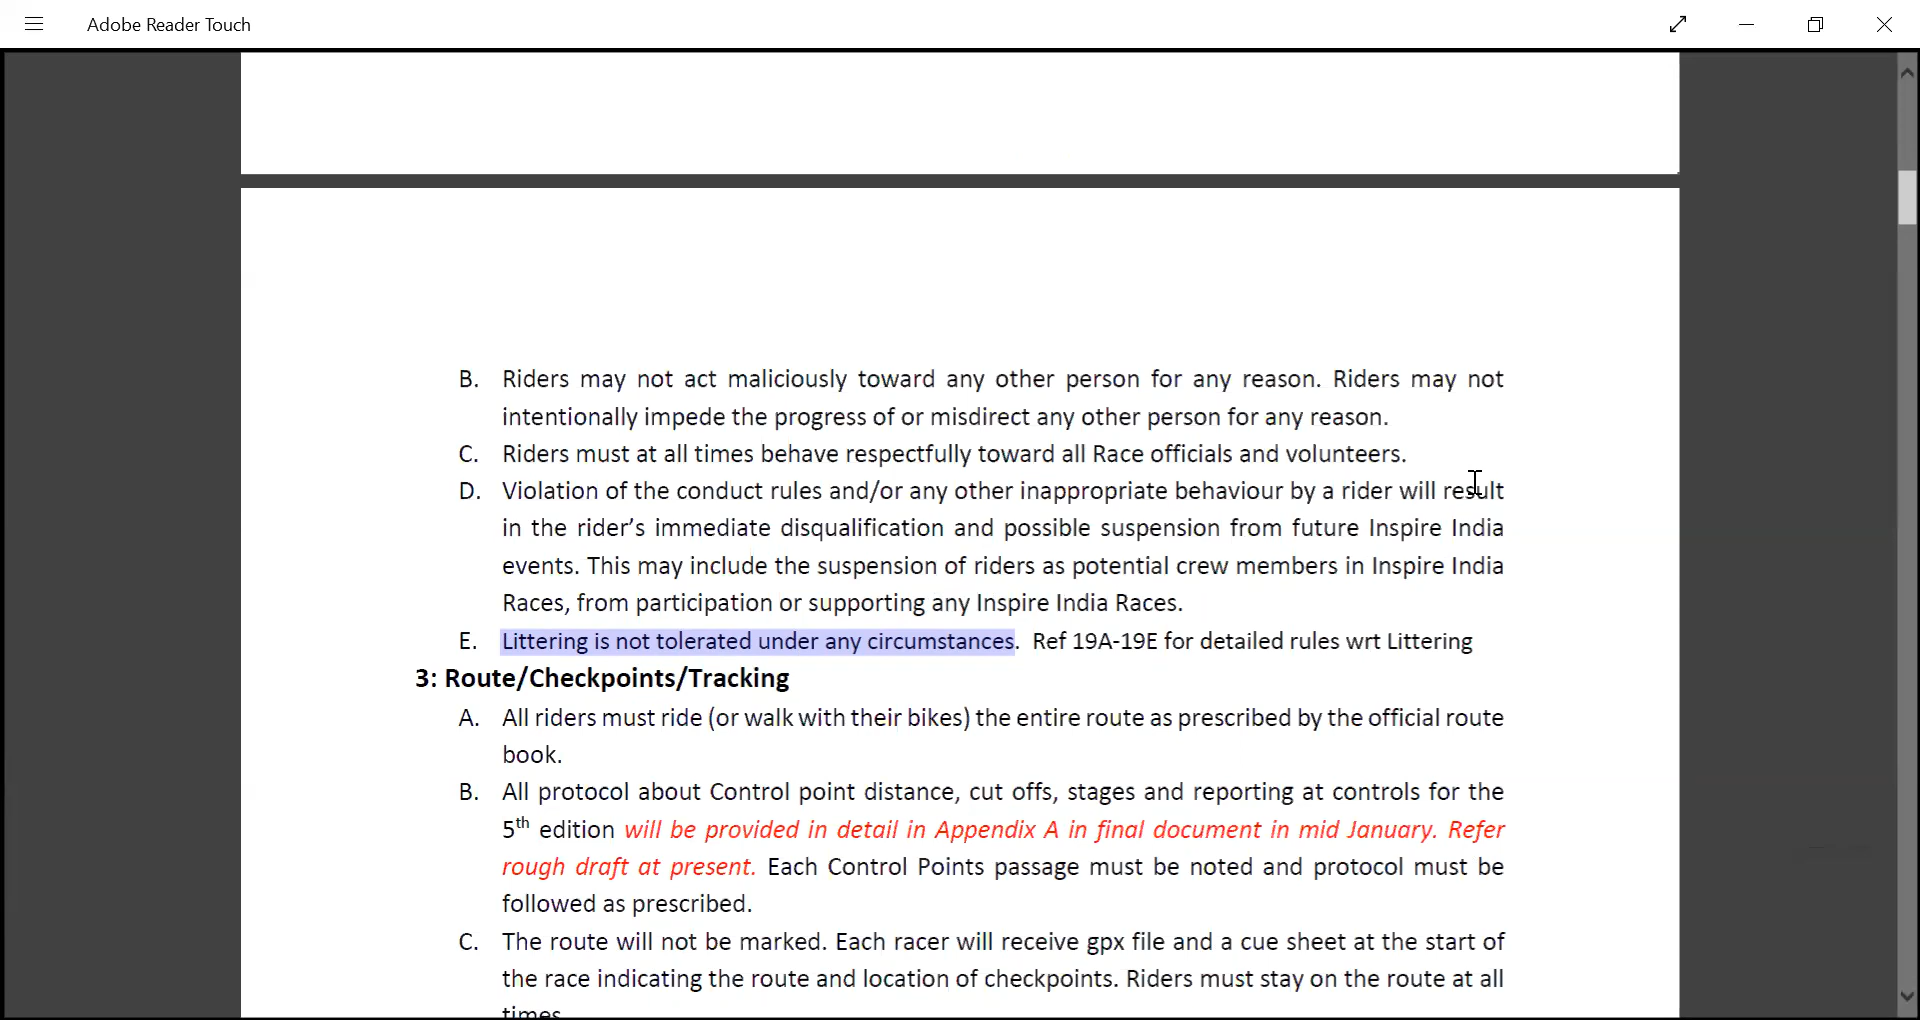 Adobe Reader Touch
B. Riders may not act maliciously toward any other person for any reason. Riders may not
intentionally impede the progress of or misdirect any other person for any reason.
C. Riders must at all times behave respectfully toward all Race officials and volunteers.
D. Violation of the conduct rules and/or any other inappropriate behaviour by a rider will result
in the rider’s immediate disqualification and possible suspension from future Inspire India
events. This may include the suspension of riders as potential crew members in Inspire India
Races, from participation or supporting any Inspire India Races.
E. Littering is not tolerated under any circumstances. Ref 19A-19E for detailed rules wrt Littering
3: Route/Checkpoints/Tracking
A. All riders must ride (or walk with their bikes) the entire route as prescribed by the official route
book.
B. All protocol about Control point distance, cut offs, stages and reporting at controls for the
5th edition will be provided in detail in Appendix A in final document in mid January. Refer
rough draft at present. Each Control Points passage must be noted and protocol must be
followed as prescribed.
C. The route will not be marked. Each racer will receive gpx file and a cue sheet at the start of
the race indicating the route and location of checkpoints. Riders must stay on the route at all
times